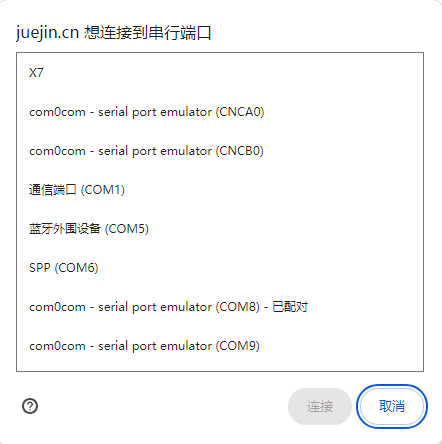 juejin.cn 想连接到串行端口
X7
com0com - serial port emulator (CNCA0)
com0com - serial port emulator (CNCB0)
通信端口 (COM1)
蓝牙外围设备 (COM5)
SPP (COM6)
com0com - serial port emulator (COM8) - 已配对
com0com - serial port emulator (COM9)
连接 取消